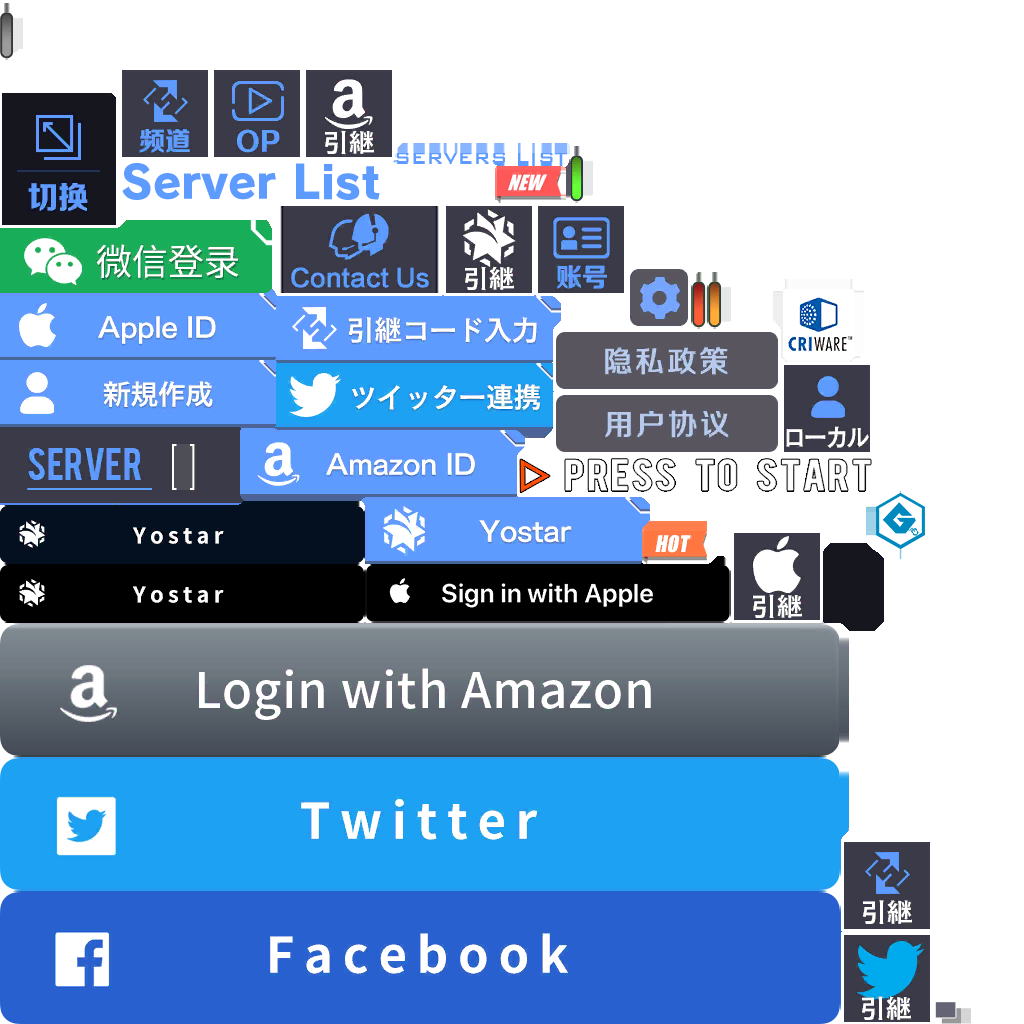 频道
OP
a
引継
切换
Server List
SERVERS LIST
NEW
微信登录
Contact Us
引継
账号
Apple ID
引継コード入力
CRIWARE™
隐私政策
新規作成
ツイッター連携
用户协议
ローカル
SERVER []
a
Amazon ID
PRESS TO START
Yostar
Yostar
HOT
G
Yostar
Sign in with Apple
引継
a
Login with Amazon
Twitter
引継
f
Facebook
引継